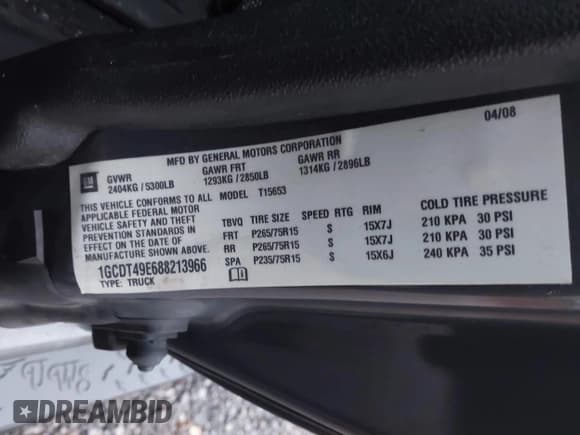 04/08
MFD BY GENERAL MOTORS CORPORATION
GM GVWR GAWR FRT GAWR RR
2404KG / 5300LB 1293KG / 2850LB 1314KG / 2896LB
THIS VEHICLE CONFORMS TO ALL MODEL T15653
APPLICABLE FEDERAL MOTOR
VEHICLE SAFETY AND THEFT
PREVENTION STANDARDS IN
EFFECT ON THE DATE OF
MANUFACTURE SHOWN ABOVE.
1GCDT49E688213966
TYPE: TRUCK
TBVQ TIRE SIZE SPEED RTG RIM COLD TIRE PRESSURE
FRT P265/75R15 S 15X7J 210 KPA 30 PSI
RR P265/75R15 S 15X7J 210 KPA 30 PSI
SPA P235/75R15 S 15X6J 240 KPA 35 PSI
DREAMBID